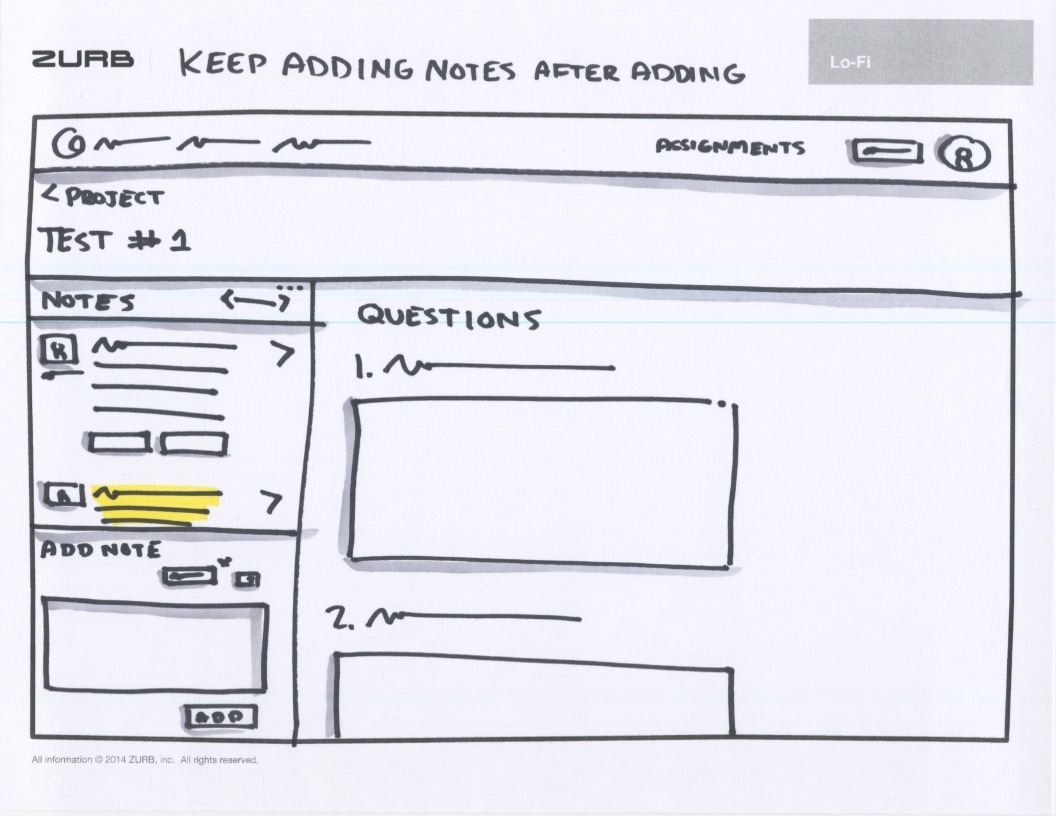 ZURB KEEP ADDING NOTES AFTER ADDING
Lo-Fi
ASSIGNMENTS R
< PROJECT
TEST # 1
NOTES
QUESTIONS
1.
ADD NOTE
2.
ADD
All information © 2014 ZURB, inc. All rights reserved.